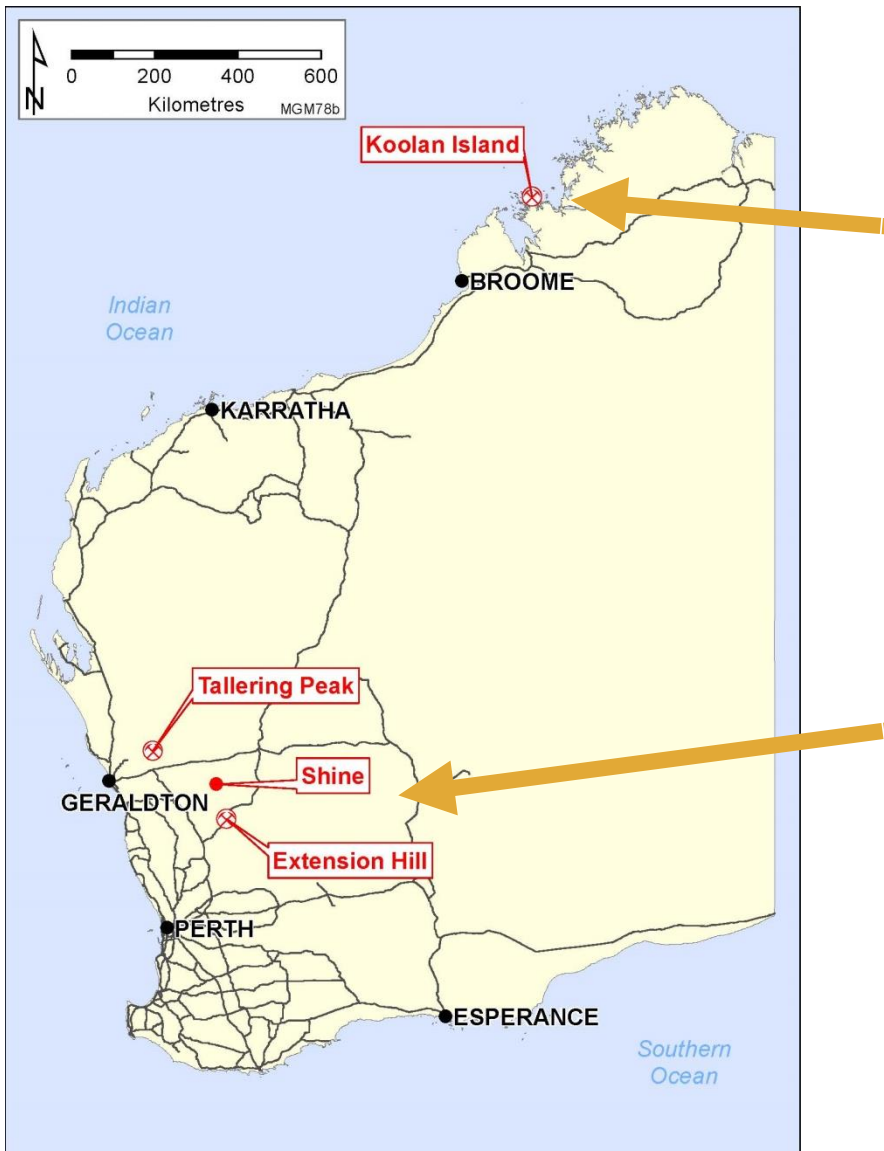 0 200 400 600
N
Kilometres MGM78b
Koolan Island
BROOME
Indian
Ocean
KARRATHA
Tallering Peak
Shine
GERALDTON
Extension Hill
PERTH
ESPERANCE
Southern
Ocean